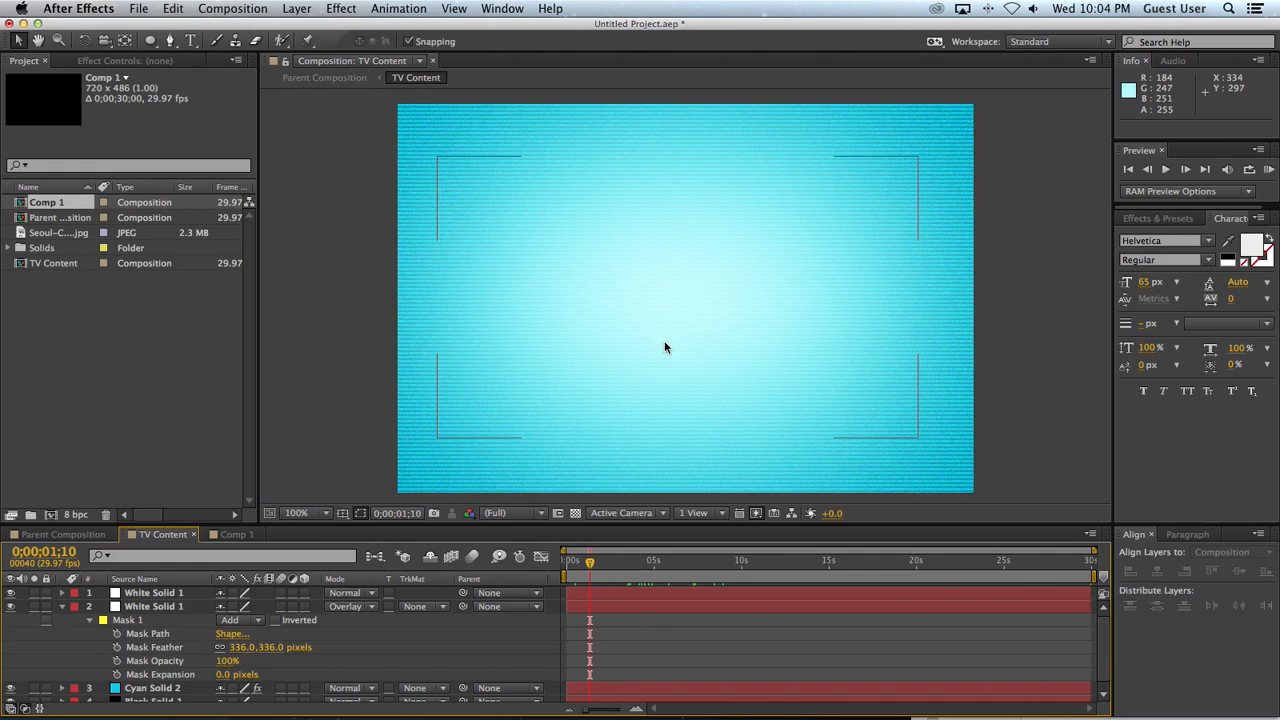 After Effects File Edit Composition Layer Effect Animation View Window Help Wed 10:04 PM Guest User
Untitled Project.aep *
Snapping Workspace: Standard Search Help
Project Effect Controls: (none) Composition: TV Content Info Audio
Comp 1 Parent Composition TV Content R : 184 X : 334
720 x 486 (1.00) G : 247 Y : 297
Δ 0;00;30;00, 29.97 fps B : 251
A : 255
Preview
Name Type Size Frame ... RAM Preview Options
Comp 1 Composition 29.97
Parent ...sition Composition 29.97 Effects & Presets Charact
Seoul-C....jpg JPEG 2.3 MB
Solids Folder Helvetica
TV Content Composition 29.97 Regular
65 px Auto
Metrics 0
- px
100 % 100 %
0 px 0 %
T T TT Tr T¹ T₁
8 bpc 100% 0;00;01;10 (Full) Active Camera 1 View +0.0
Parent Composition TV Content Comp 1 Align Paragraph
0;00;01;10 Align Layers to: Composition
00040 (29.97 fps) 0:00s 05s 10s 15s 20s 25s 30s
# Source Name fx Mode T TrkMat Parent
1 White Solid 1 Normal None Distribute Layers:
2 White Solid 1 Overlay None None
Mask 1 Add Inverted
Mask Path Shape...
Mask Feather 336.0,336.0 pixels
Mask Opacity 100%
Mask Expansion 0.0 pixels
3 Cyan Solid 2 fx Normal None None